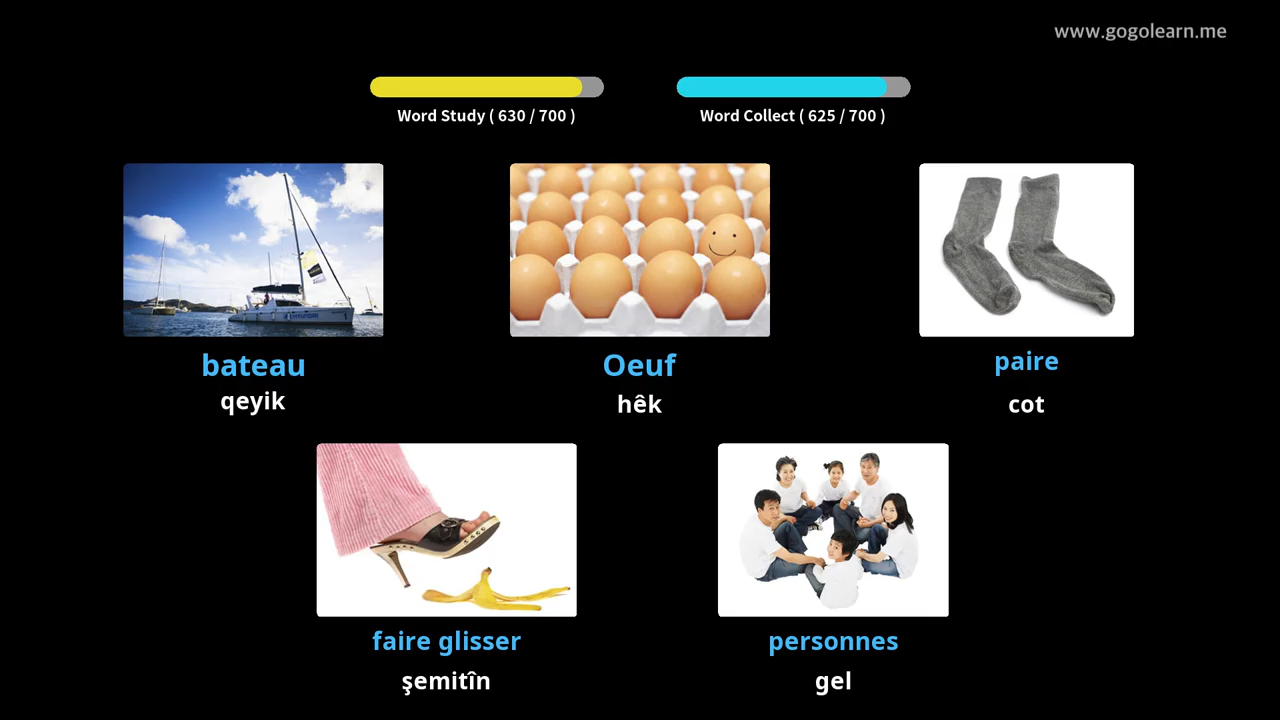 www.gogolearn.me
Word Study ( 630 / 700 )
Word Collect ( 625 / 700 )
bateau
qeyik
Oeuf
hêk
paire
cot
faire glisser
şemitîn
personnes
gel